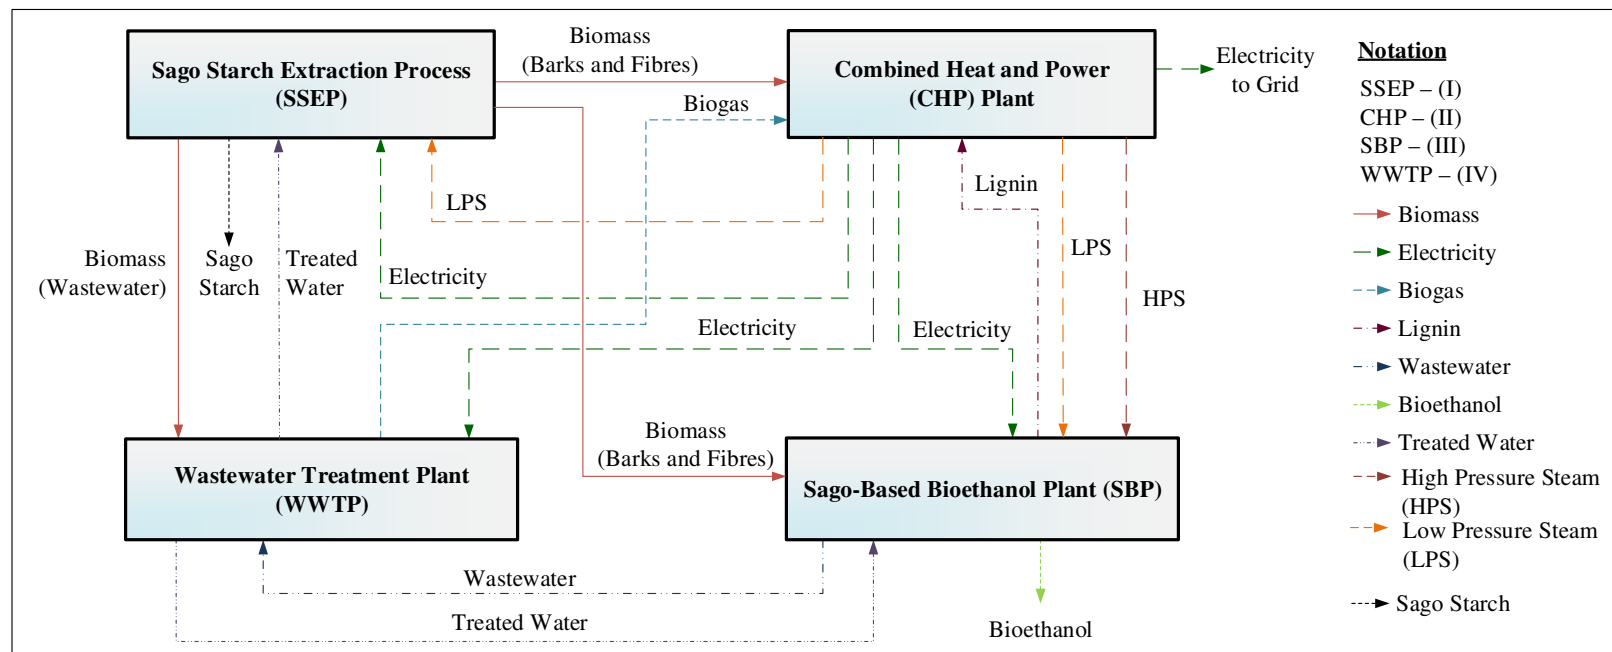 Sago Starch Extraction Process
(SSEP)
Biomass
(Barks and Fibres)
Combined Heat and Power
(CHP) Plant
Electricity
to Grid
Biogas
LPS
Lignin
LPS
HPS
Biomass
(Wastewater)
Sago
Starch
Treated
Water
Electricity
Electricity
Electricity
Biomass
(Barks and Fibres)
Wastewater Treatment Plant
(WWTP)
Sago-Based Bioethanol Plant (SBP)
Wastewater
Treated Water
Bioethanol
Notation
SSEP – (I)
CHP – (II)
SBP – (III)
WWTP – (IV)
Biomass
Electricity
Biogas
Lignin
Wastewater
Bioethanol
Treated Water
High Pressure Steam
(HPS)
Low Pressure Steam
(LPS)
Sago Starch